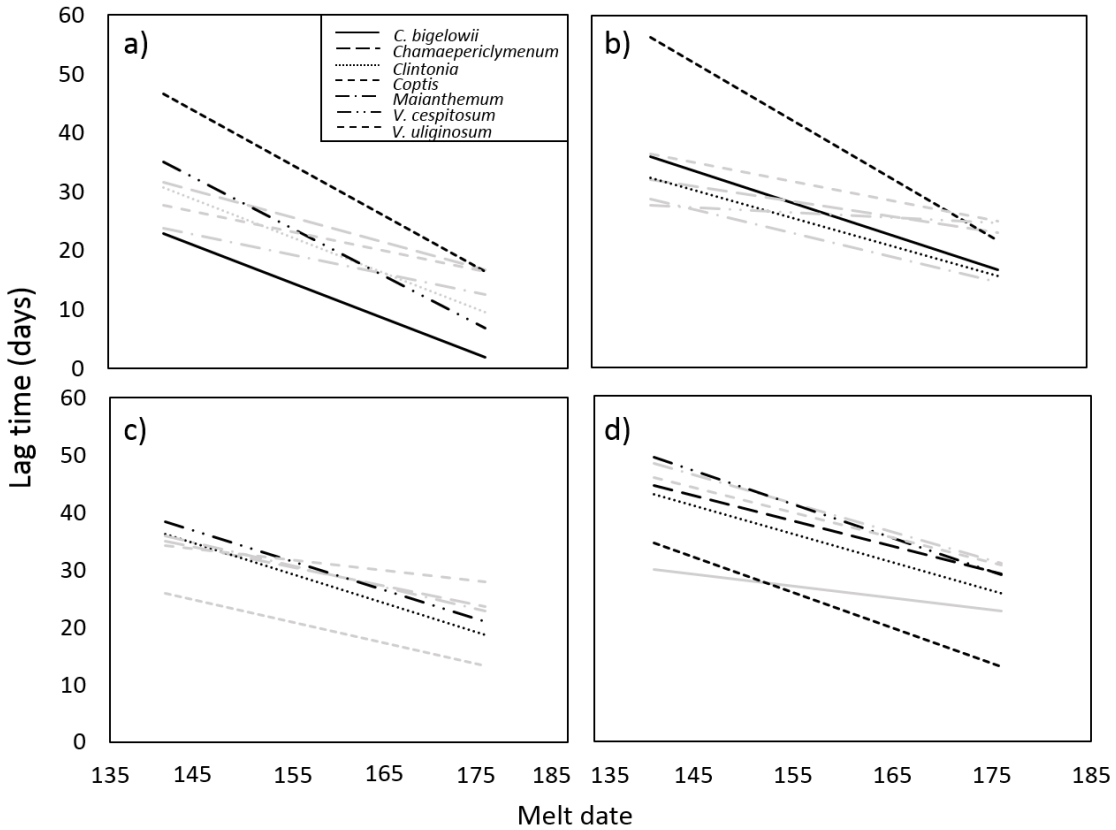 60
50
40
30
20
10
0
a)
C. bigelowii
Chamaepericlymenum
Clintonia
Coptis
Maianthemum
V. cespitosum
V. uliginosum
b)
Lag time (days)
60
50
40
30
20
10
0
c)
d)
135 145 155 165 175 185
135 145 155 165 175 185
Melt date